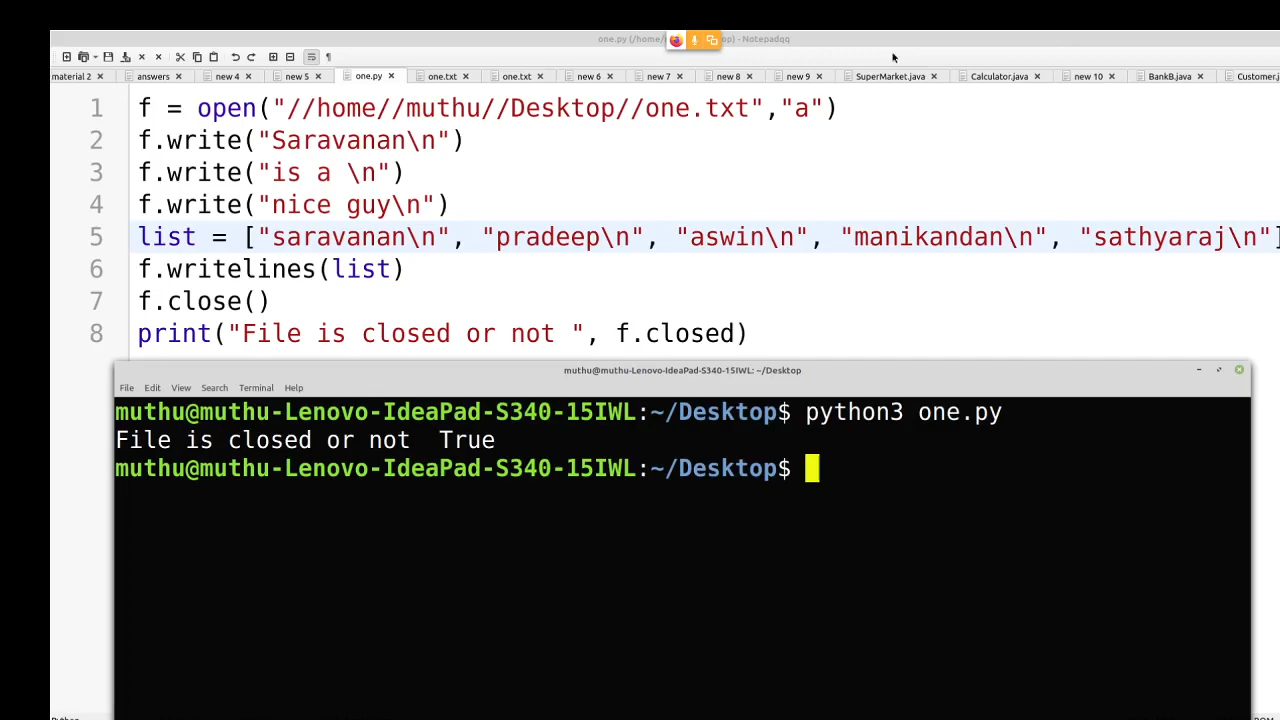 one.py (/home/ op) - Notepadqq
material 2 answers new 4 new 5 one.py one.txt one.txt new 6 new 7 new 8 new 9 SuperMarket.java Calculator.java new 10 BankB.java Customer.j
1 f = open("//home//muthu//Desktop//one.txt","a")
2 f.write("Saravanan\n")
3 f.write("is a \n")
4 f.write("nice guy\n")
5 list = ["saravanan\n", "pradeep\n", "aswin\n", "manikandan\n", "sathyaraj\n"]
6 f.writelines(list)
7 f.close()
8 print("File is closed or not ", f.closed)
muthu@muthu-Lenovo-IdeaPad-S340-15IWL: ~/Desktop
File Edit View Search Terminal Help
muthu@muthu-Lenovo-IdeaPad-S340-15IWL:~/Desktop$ python3 one.py
File is closed or not  True
muthu@muthu-Lenovo-IdeaPad-S340-15IWL:~/Desktop$